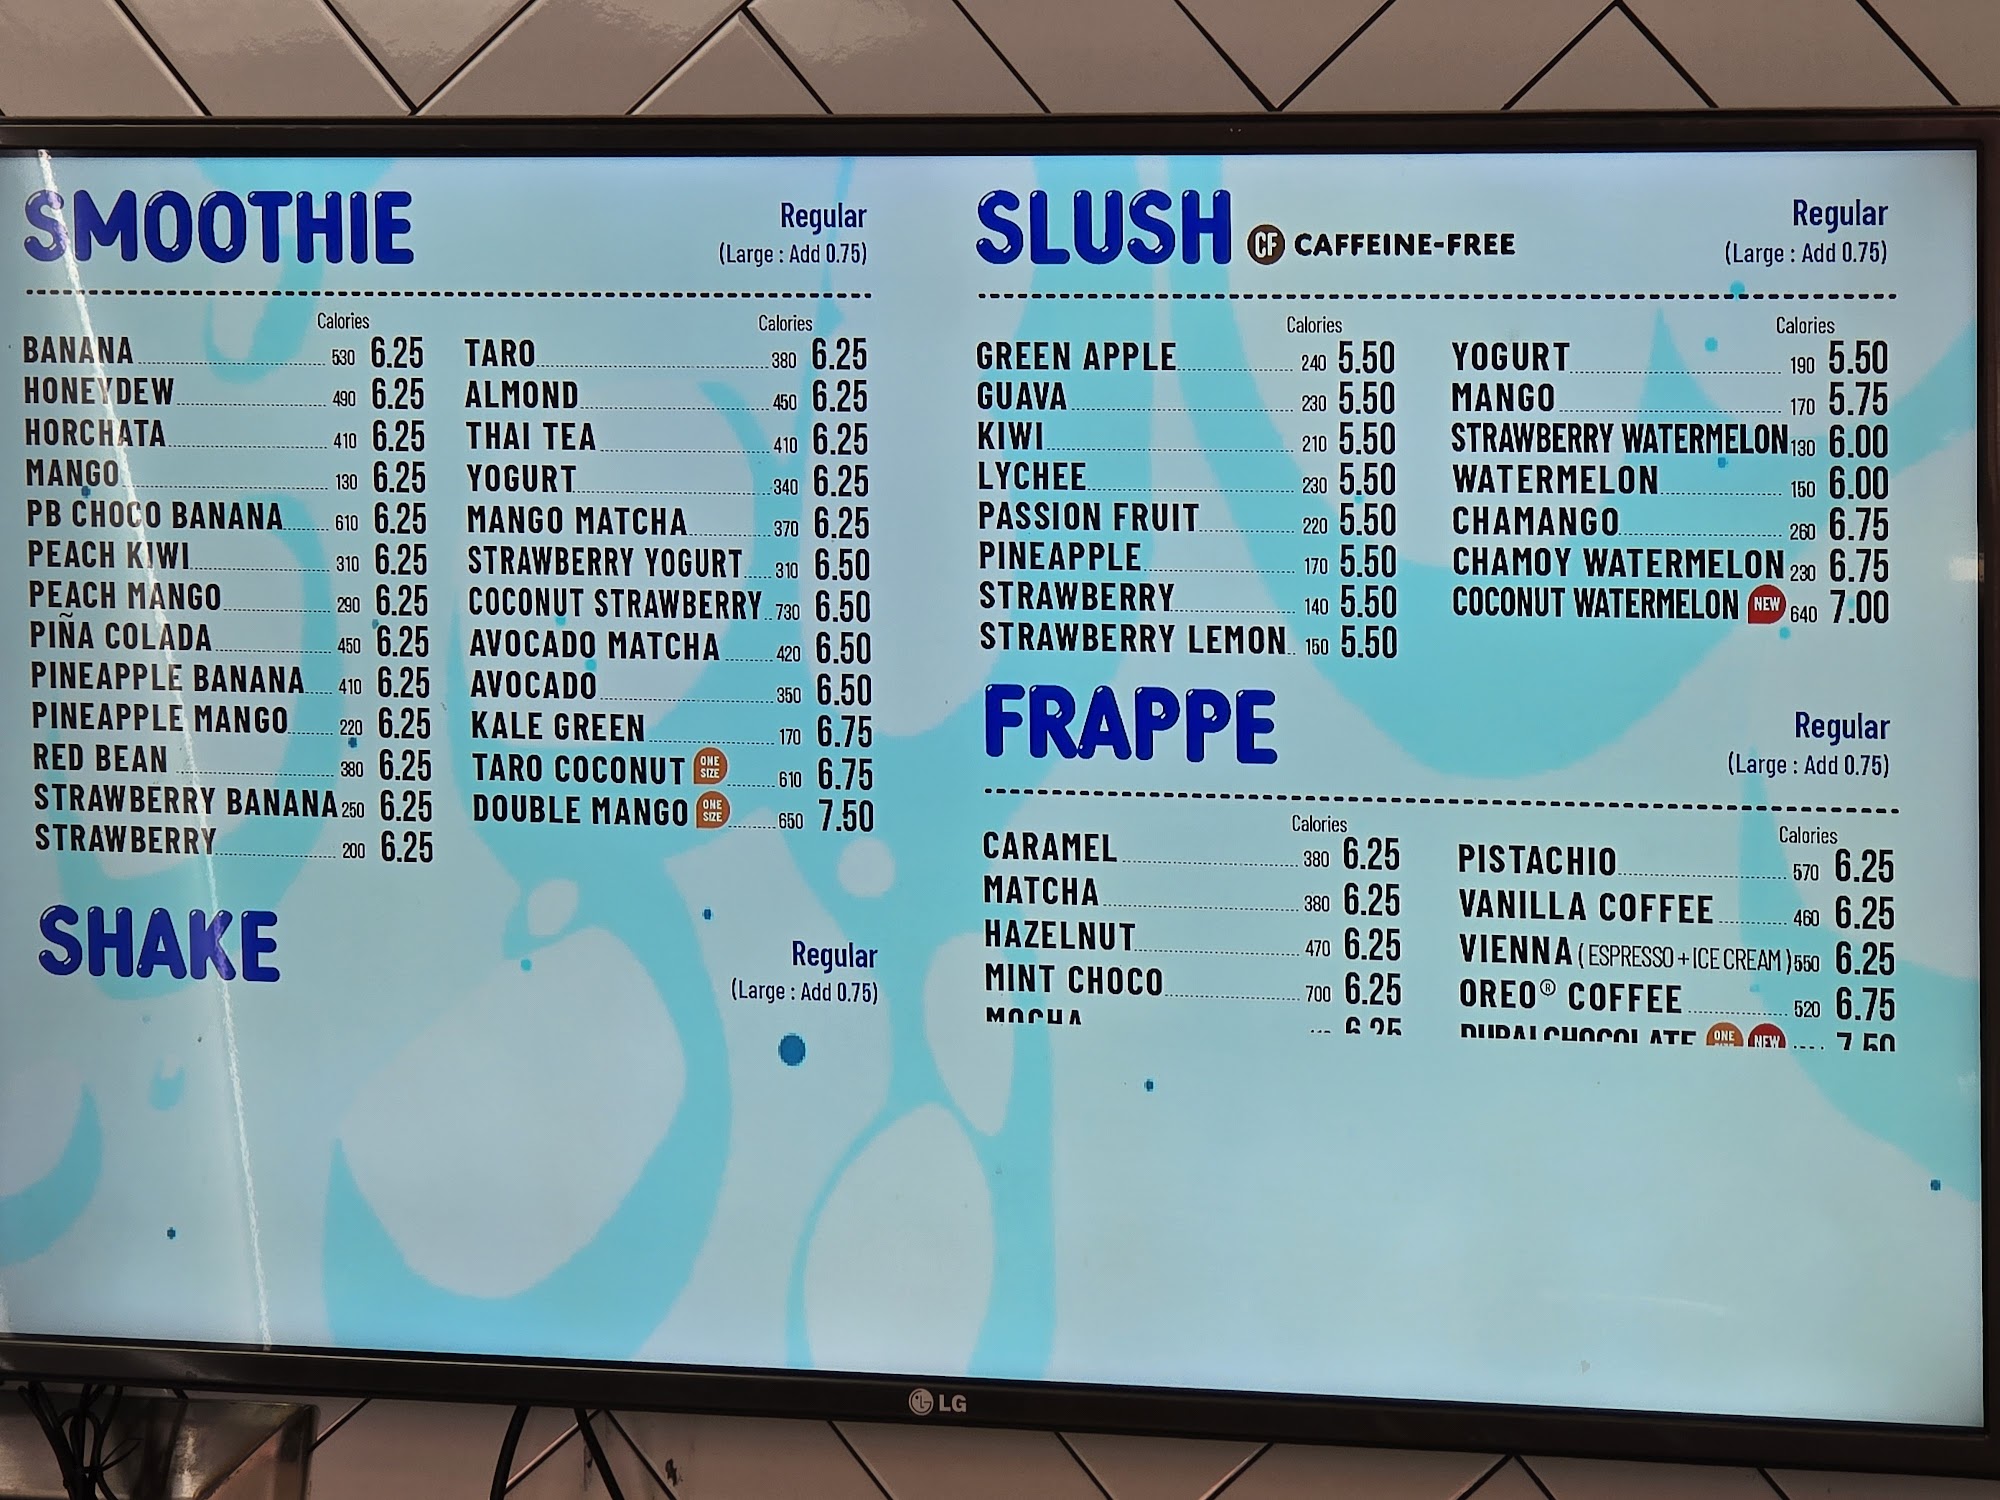 SMOOTHIE
Regular
(Large : Add 0.75)
Calories
BANANA 530 6.25
HONEYDEW 490 6.25
HORCHATA 410 6.25
MANGO 130 6.25
PB CHOCO BANANA 610 6.25
PEACH KIWI 310 6.25
PEACH MANGO 290 6.25
PIÑA COLADA 450 6.25
PINEAPPLE BANANA 410 6.25
PINEAPPLE MANGO 220 6.25
RED BEAN 380 6.25
STRAWBERRY BANANA 250 6.25
STRAWBERRY 200 6.25
Calories
TARO 380 6.25
ALMOND 450 6.25
THAI TEA 410 6.25
YOGURT 340 6.25
MANGO MATCHA 370 6.25
STRAWBERRY YOGURT 310 6.50
COCONUT STRAWBERRY 730 6.50
AVOCADO MATCHA 420 6.50
AVOCADO 350 6.50
KALE GREEN 170 6.75
TARO COCONUT ONE SIZE 610 6.75
DOUBLE MANGO ONE SIZE 650 7.50
SHAKE
Regular
(Large : Add 0.75)
SLUSH CF CAFFEINE-FREE
Regular
(Large : Add 0.75)
Calories
GREEN APPLE 240 5.50
GUAVA 230 5.50
KIWI 210 5.50
LYCHEE 230 5.50
PASSION FRUIT 220 5.50
PINEAPPLE 170 5.50
STRAWBERRY 140 5.50
STRAWBERRY LEMON 150 5.50
Calories
YOGURT 190 5.50
MANGO 170 5.75
STRAWBERRY WATERMELON 130 6.00
WATERMELON 150 6.00
CHAMANGO 260 6.75
CHAMOY WATERMELON 230 6.75
COCONUT WATERMELON NEW 640 7.00
FRAPPE
Regular
(Large : Add 0.75)
Calories
CARAMEL 380 6.25
MATCHA 380 6.25
HAZELNUT 470 6.25
MINT CHOCO 700 6.25
MOCHA 6.25
Calories
PISTACHIO 570 6.25
VANILLA COFFEE 460 6.25
VIENNA ( ESPRESSO + ICE CREAM ) 550 6.25
OREO® COFFEE 520 6.75
DUBAI CHOCOLATE ONE NEW 7.50
LG